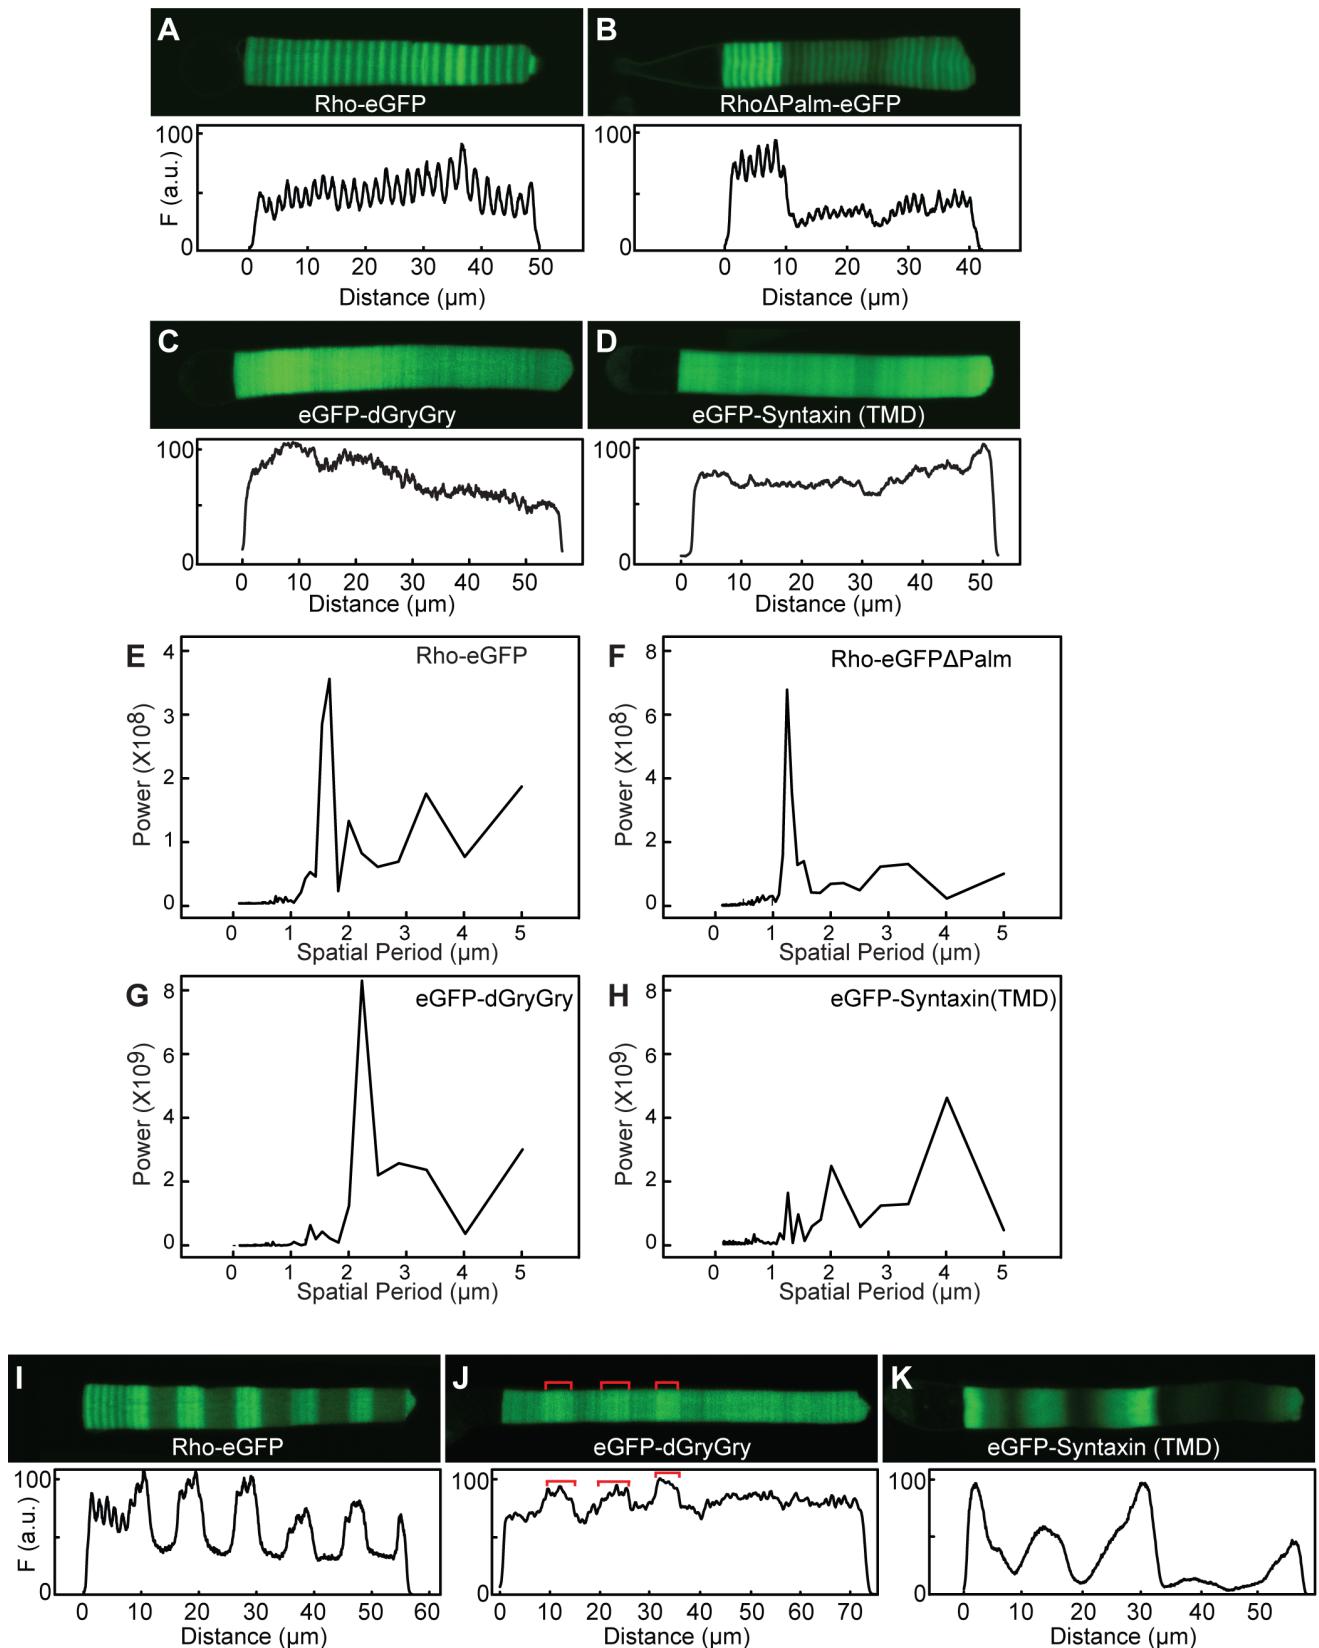 A
Rho-eGFP
B
RhoΔPalm-eGFP
100
F (a.u.)
0
0 10 20 30 40 50
Distance (µm)
100
0
0 10 20 30 40
Distance (µm)
C
eGFP-dGryGry
D
eGFP-Syntaxin (TMD)
100
0
0 10 20 30 40 50
Distance (µm)
100
0
0 10 20 30 40 50
Distance (µm)
E
Rho-eGFP
4
3
2
1
0
Power (X10⁸)
0 1 2 3 4 5
Spatial Period (µm)
F
Rho-eGFPΔPalm
8
6
4
2
0
Power (X10⁸)
0 1 2 3 4 5
Spatial Period (µm)
G
eGFP-dGryGry
8
6
4
2
0
Power (X10⁹)
0 1 2 3 4 5
Spatial Period (µm)
H
eGFP-Syntaxin(TMD)
8
6
4
2
0
Power (X10⁹)
0 1 2 3 4 5
Spatial Period (µm)
I
Rho-eGFP
J
eGFP-dGryGry
K
eGFP-Syntaxin (TMD)
100
F (a.u.)
0
0 10 20 30 40 50 60
Distance (µm)
100
0
0 10 20 30 40 50 60 70
Distance (µm)
100
0
0 10 20 30 40 50
Distance (µm)